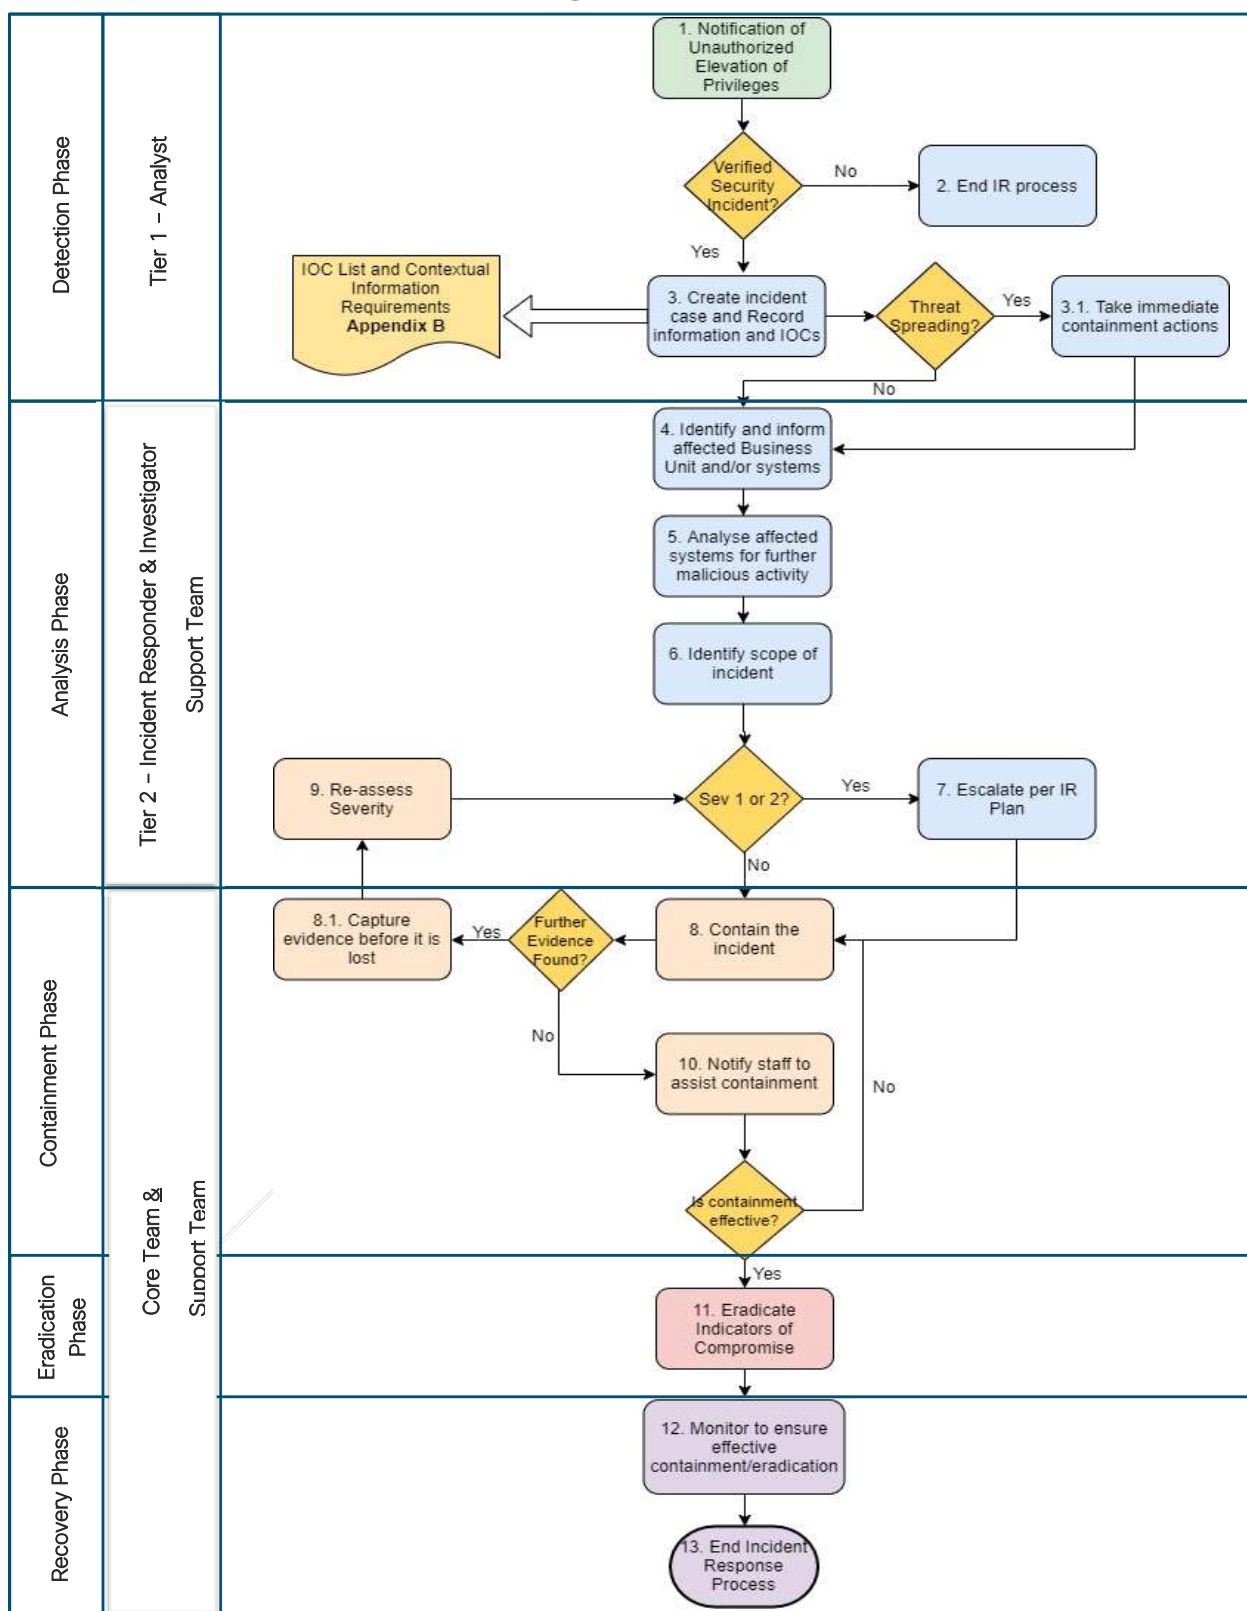 1. Notification of
Unauthorized
Elevation of
Privileges
Detection Phase
Tier 1 – Analyst
Verified
Security
Incident?
No
2. End IR process
Yes
IOC List and Contextual
Information
Requirements
Appendix B
3. Create incident
case and Record
information and IOCs
Threat
Spreading?
Yes
3.1. Take immediate
containment actions
No
Analysis Phase
Tier 2 – Incident Responder & Investigator
Support Team
4. Identify and inform
affected Business
Unit and/or systems
5. Analyse affected
systems for further
malicious activity
6. Identify scope of
incident
9. Re-assess
Severity
Sev 1 or 2?
Yes
7. Escalate per IR
Plan
No
Containment Phase
Core Team &
Support Team
8.1. Capture
evidence before it is
lost
Yes
Further
Evidence
Found?
8. Contain the
incident
No
10. Notify staff to
assist containment
No
Is containment
effective?
Yes
Eradication
Phase
11. Eradicate
Indicators of
Compromise
Recovery Phase
12. Monitor to ensure
effective
containment/eradication
13. End Incident
Response
Process